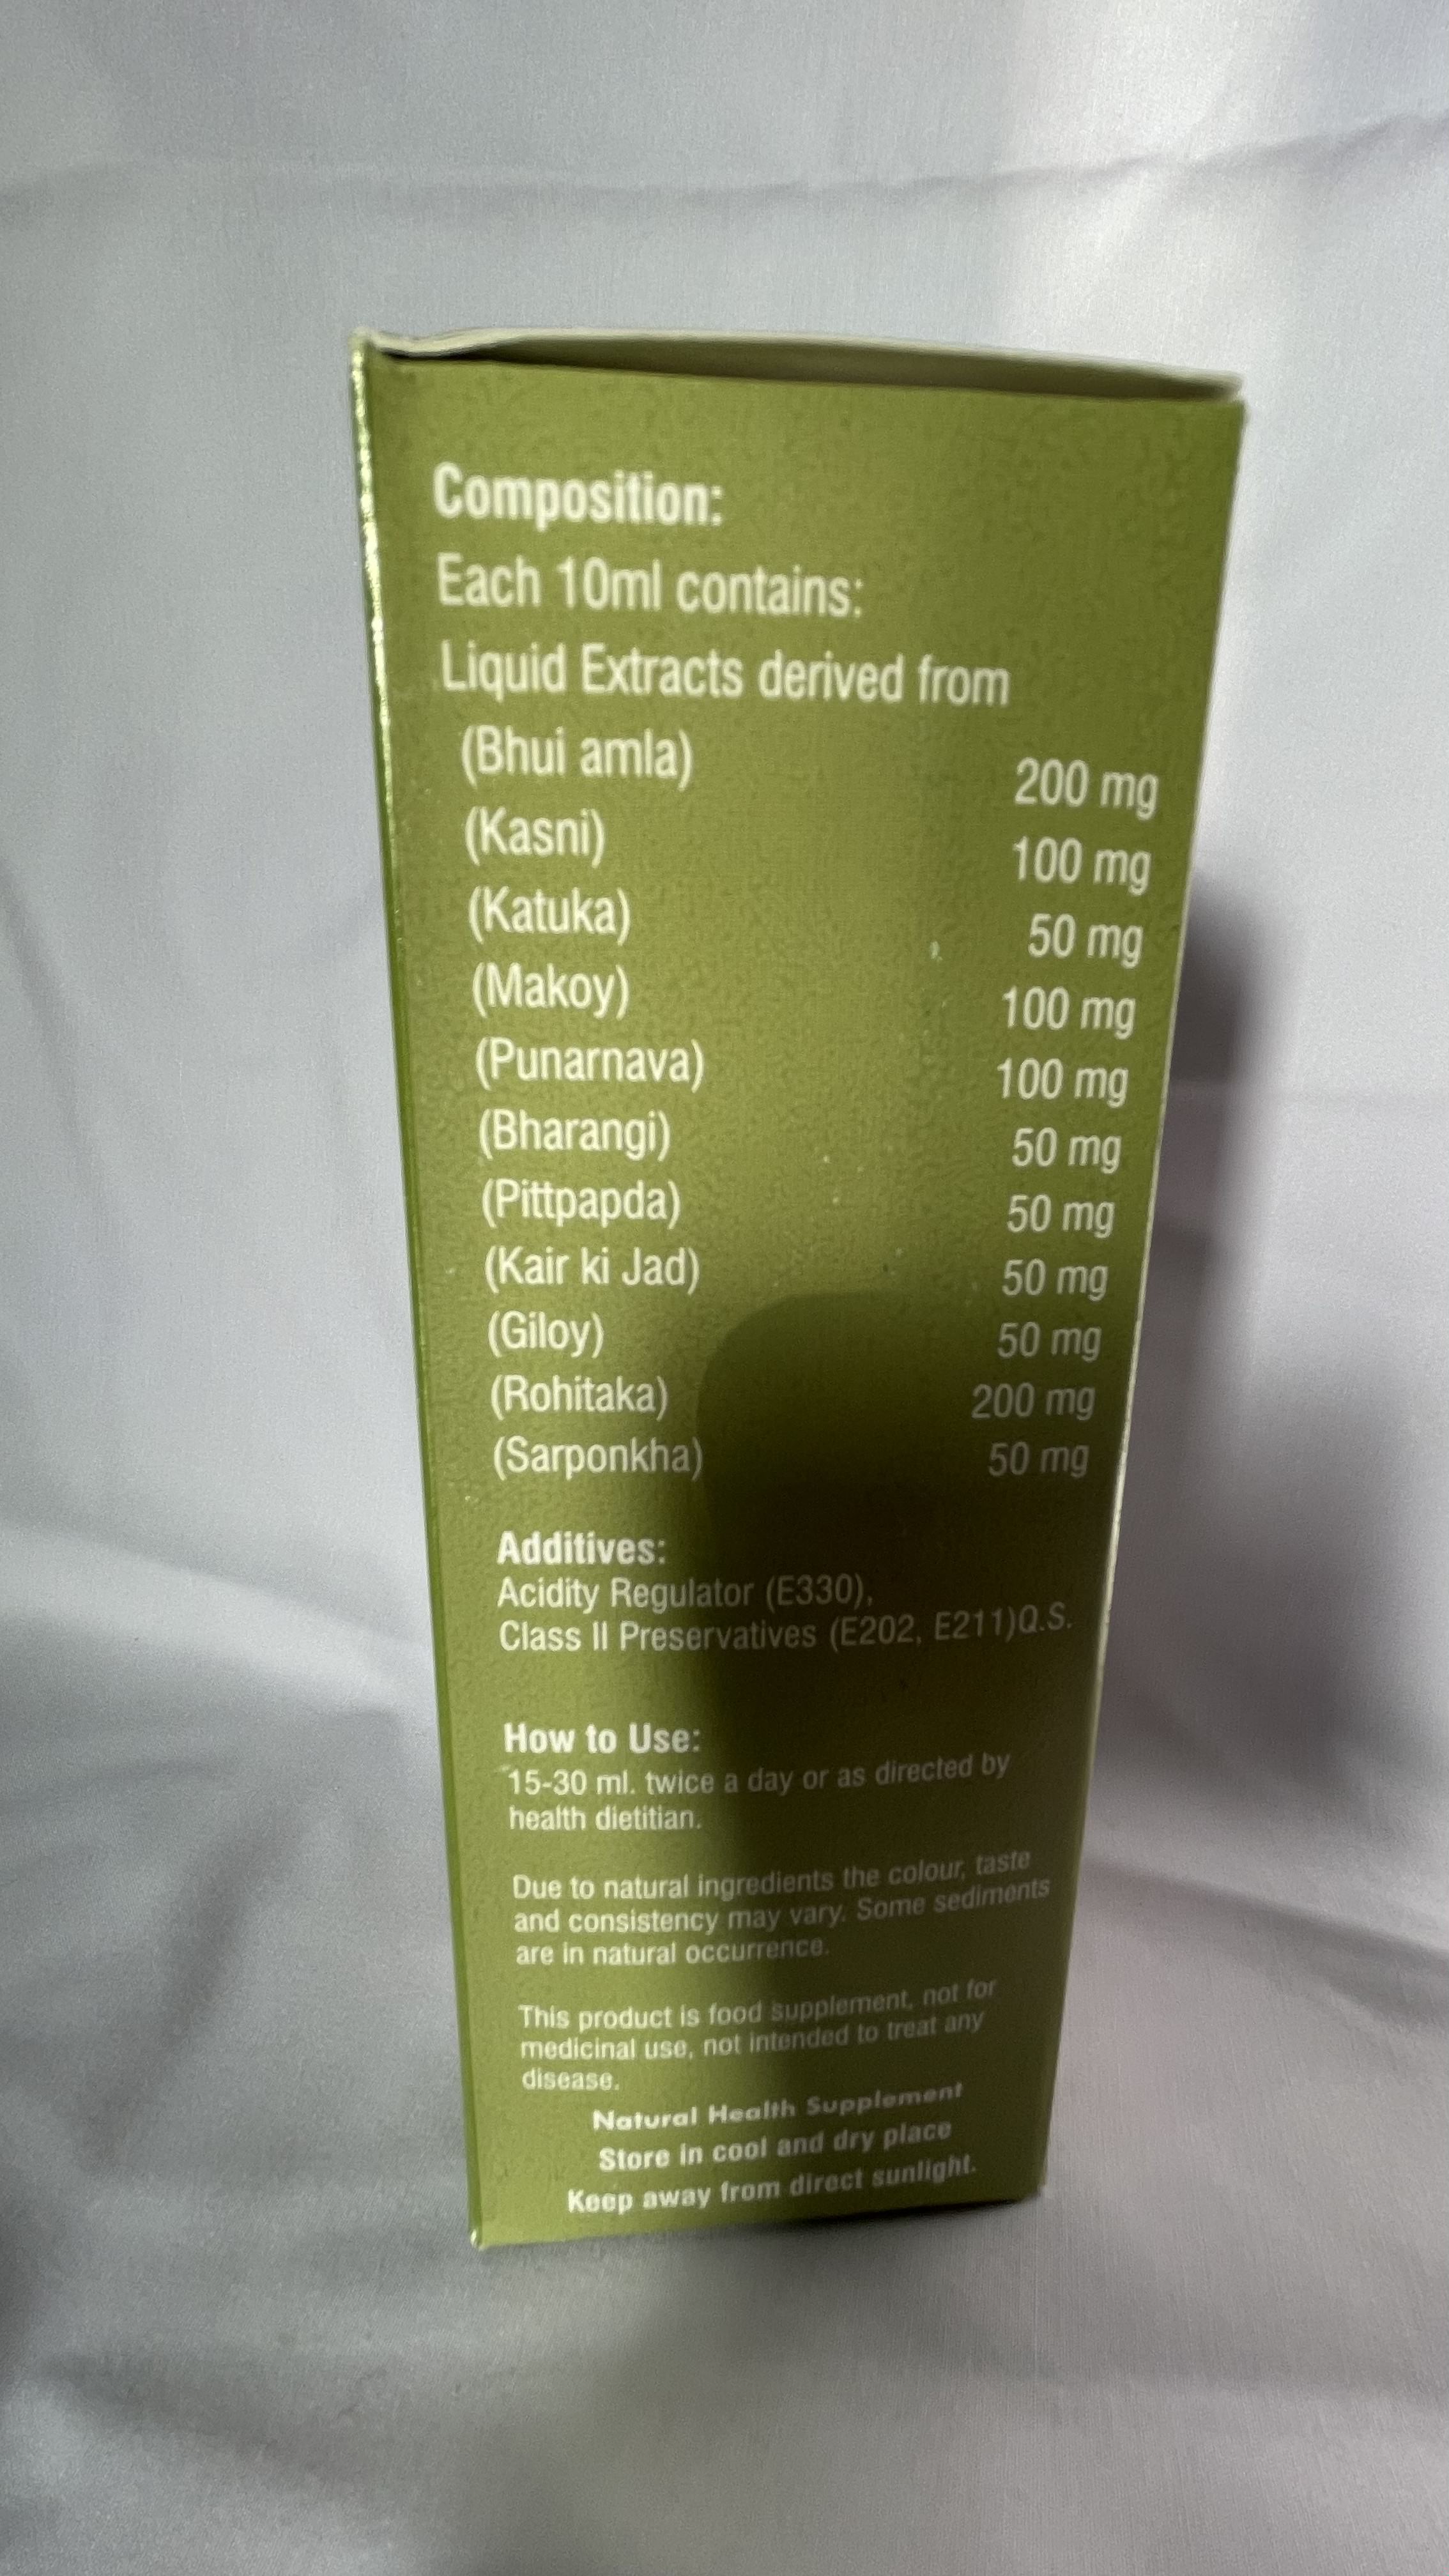 Composition:
Each 10ml contains:
Liquid Extracts derived from
(Bhui amla) 200 mg
(Kasni) 100 mg
(Katuka) 50 mg
(Makoy) 100 mg
(Punarnava) 100 mg
(Bharangi) 50 mg
(Pittpapda) 50 mg
(Kair ki Jad) 50 mg
(Giloy) 50 mg
(Rohitaka) 200 mg
(Sarponkha) 50 mg
Additives:
Acidity Regulator (E330),
Class II Preservatives (E202, E211)Q.S.
How to Use:
15-30 ml. twice a day or as directed by
health dietitian.
Due to natural ingredients the colour, taste
and consistency may vary. Some sediments
are in natural occurrence.
This product is food supplement, not for
medicinal use, not intended to treat any
disease.
Natural Health Supplement
Store in cool and dry place
Keep away from direct sunlight.